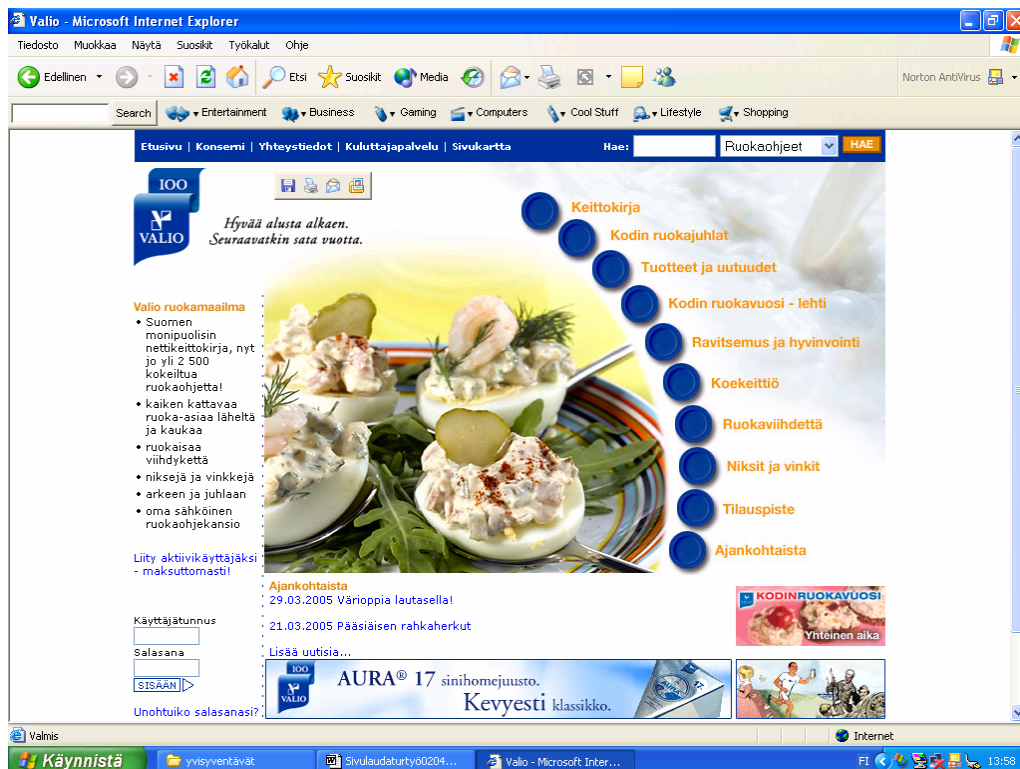 Valio - Microsoft Internet Explorer
Tiedosto Muokkaa Näytä Suosikit Työkalut Ohje
Edellinen Etsi Suosikit Media Norton AntiVirus
Search Entertainment Business Gaming Computers Cool Stuff Lifestyle Shopping
Etusivu | Konserni | Yhteystiedot | Kuluttajapalvelu | Sivukartta Hae: Ruokaohjeet HAE
100
VALIO
Hyvää alusta alkaen.
Seuraavatkin sata vuotta.
Keittokirja
Kodin ruokajuhlat
Tuotteet ja uutuudet
Kodin ruokavuosi - lehti
Ravitsemus ja hyvinvointi
Koekeittiö
Ruokaviihdettä
Niksit ja vinkit
Tilauspiste
Ajankohtaista
Valio ruokamaailma
• Suomen
monipuolisin
nettikeittokirja, nyt
jo yli 2 500
kokeiltua
ruokaohjetta!
• kaiken kattavaa
ruoka-asiaa läheltä
ja kaukaa
• ruokaisaa
viihdykettä
• niksejä ja vinkkejä
• arkeen ja juhlaan
• oma sähköinen
ruokaohjekansio
Liity aktiivikäyttäjäksi
- maksuttomasti!
Käyttäjätunnus
Salasana
SISÄÄN
Unohtuiko salasanasi?
Ajankohtaista
29.03.2005 Värioppia lautasella!
21.03.2005 Pääsiäisen rahkaherkut
Lisää uutisia...
VALIO KODINRUOKAVUOSI
Yhteinen aika
100
VALIO
AURA® 17 sinihomejuusto.
Kevyesti klassikko.
AURA 17
Valmis Internet
Käynnistä yvisyventävät Sivulaudaturtyö0204... Valio - Microsoft Inter... FI 13:58